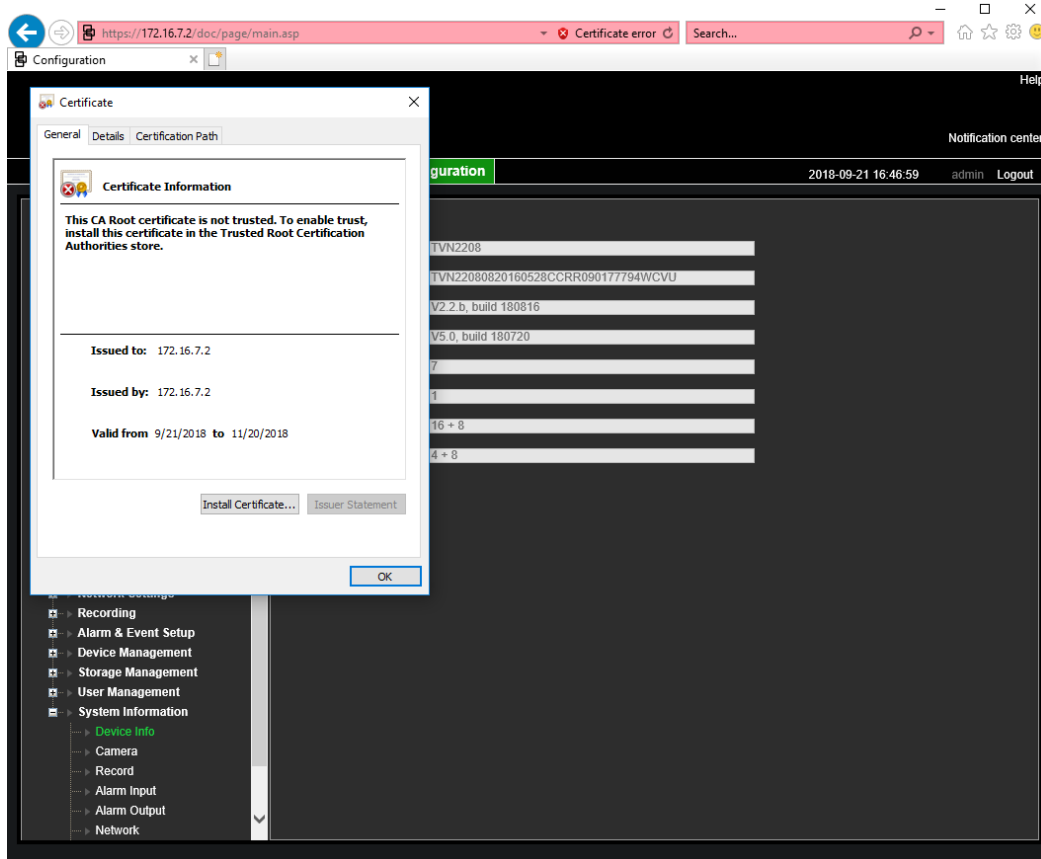 https://172.16.7.2/doc/page/main.asp
Certificate error
Search...
Configuration
Help
Certificate
General Details Certification Path
Notification center
Certificate Information
guration
2018-09-21 16:46:59 admin Logout
This CA Root certificate is not trusted. To enable trust,
install this certificate in the Trusted Root Certification
Authorities store.
TVN2208
TVN22080820160528CCRR090177794WCVU
V2.2.b, build 180816
V5.0, build 180720
Issued to: 172.16.7.2
7
Issued by: 172.16.7.2
1
Valid from 9/21/2018 to 11/20/2018
16 + 8
4 + 8
Install Certificate... Issuer Statement
OK
Network Settings
Recording
Alarm & Event Setup
Device Management
Storage Management
User Management
System Information
Device Info
Camera
Record
Alarm Input
Alarm Output
Network